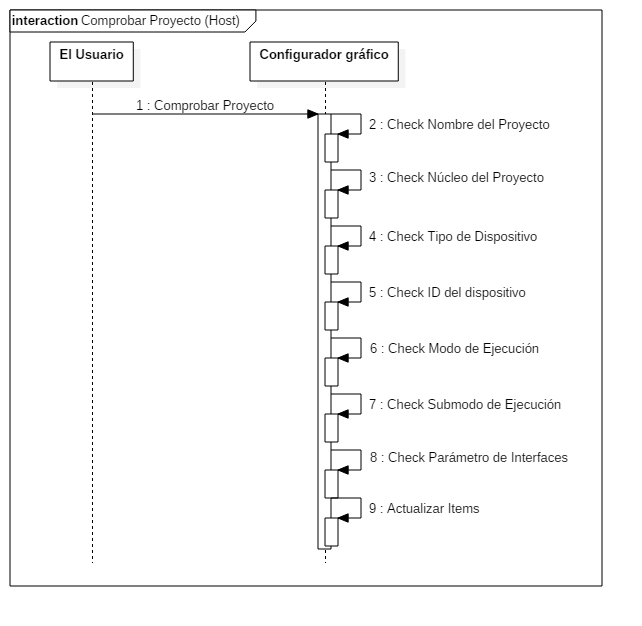 interaction Comprobar Proyecto (Host)
El Usuario
Configurador gráfico
1 : Comprobar Proyecto
2 : Check Nombre del Proyecto
3 : Check Núcleo del Proyecto
4 : Check Tipo de Dispositivo
5 : Check ID del dispositivo
6 : Check Modo de Ejecución
7 : Check Submodo de Ejecución
8 : Check Parámetro de Interfaces
9 : Actualizar Items